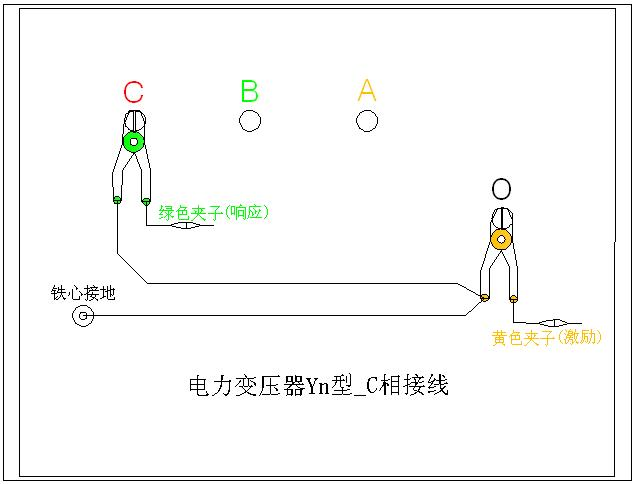 C B A
绿色夹子(响应)
O
铁心接地
黄色夹子(激励)
电力变压器Yn型_C相接线